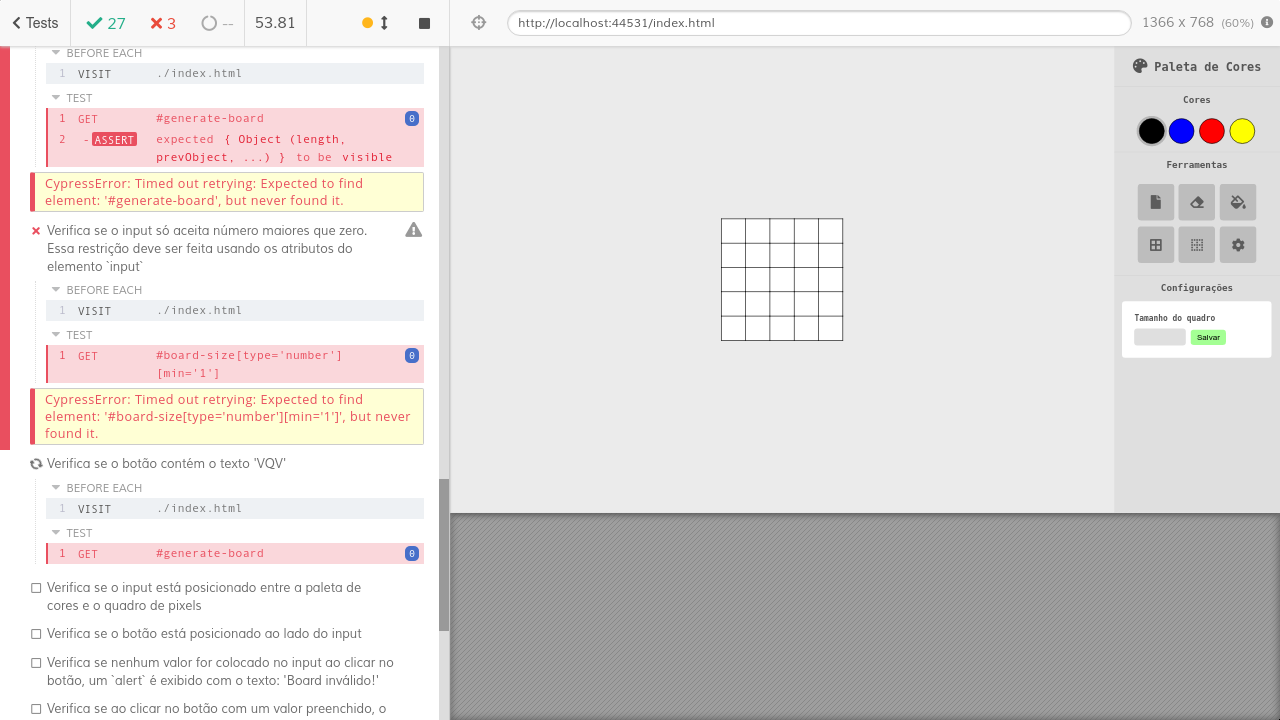 Tests
27
3
--
53.81
http://localhost:44531/index.html
1366 x 768 (60%)
BEFORE EACH
1 VISIT ./index.html
TEST
1 GET #generate-board 0
2 -ASSERT expected { Object (length,
prevObject, ...) } to be visible
CypressError: Timed out retrying: Expected to find
element: '#generate-board', but never found it.
Verifica se o input só aceita número maiores que zero.
Essa restrição deve ser feita usando os atributos do
elemento `input`
BEFORE EACH
1 VISIT ./index.html
TEST
1 GET #board-size[type='number']
[min='1'] 0
CypressError: Timed out retrying: Expected to find
element: '#board-size[type='number'][min='1']', but never
found it.
Verifica se o botão contém o texto 'VQV'
BEFORE EACH
1 VISIT ./index.html
TEST
1 GET #generate-board 0
Verifica se o input está posicionado entre a paleta de
cores e o quadro de pixels
Verifica se o botão está posicionado ao lado do input
Verifica se nenhum valor for colocado no input ao clicar no
botão, um `alert` é exibido com o texto: 'Board inválido!'
Verifica se ao clicar no botão com um valor preenchido, o
Paleta de Cores
Cores
Ferramentas
Configurações
Tamanho do quadro
Salvar